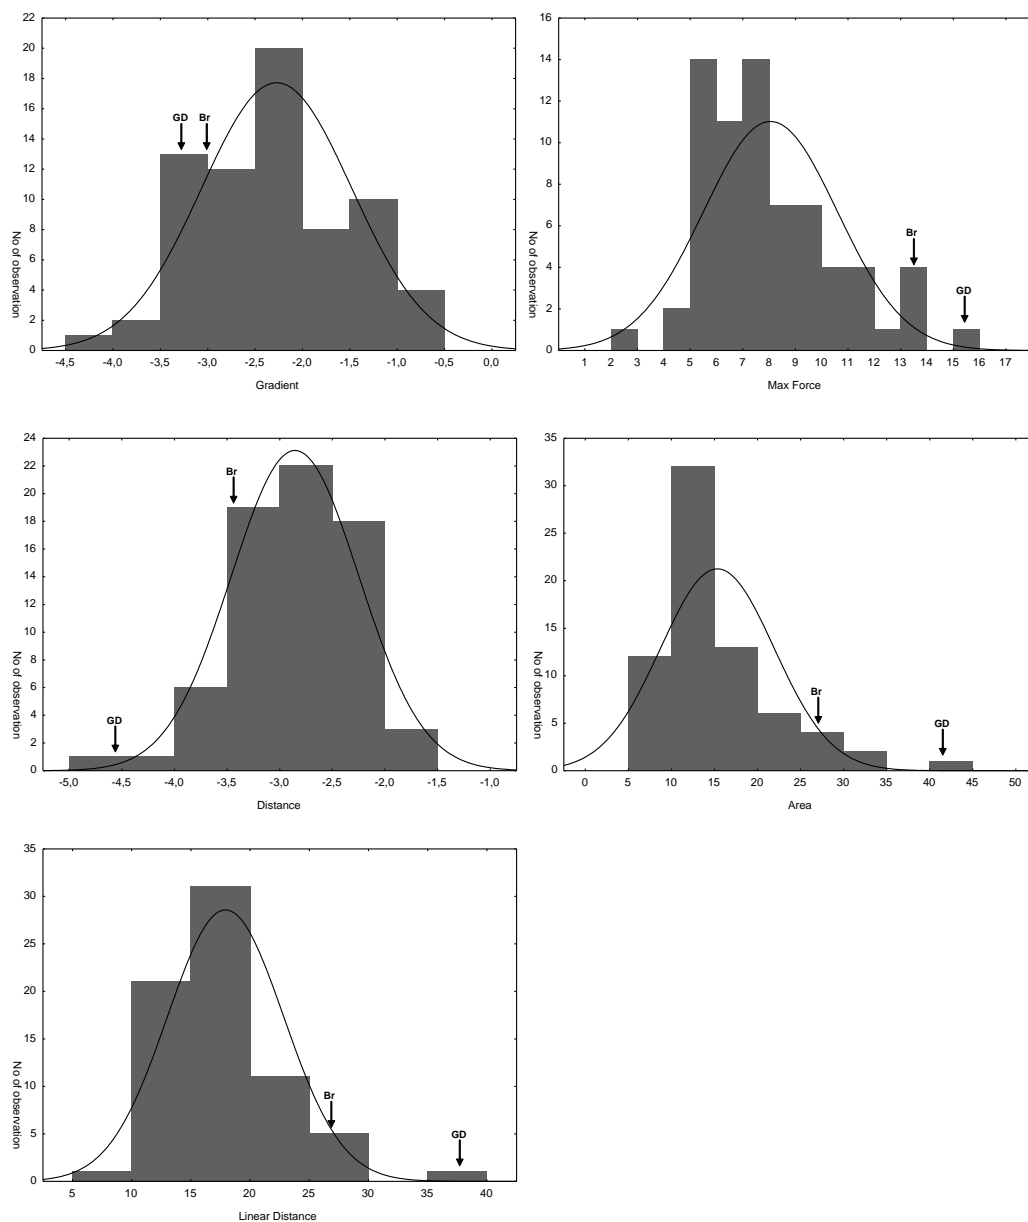 22
20
18
16
14
12
10
8
6
4
2
0
No of observation
GD Br
-4,5 -4,0 -3,5 -3,0 -2,5 -2,0 -1,5 -1,0 -0,5 0,0
Gradient
16
14
12
10
8
6
4
2
0
No of observation
Br
GD
1 2 3 4 5 6 7 8 9 10 11 12 13 14 15 16 17
Max Force
24
22
20
18
16
14
12
10
8
6
4
2
0
No of observation
Br
GD
-5,0 -4,5 -4,0 -3,5 -3,0 -2,5 -2,0 -1,5 -1,0
Distance
35
30
25
20
15
10
5
0
No of observation
Br
GD
0 5 10 15 20 25 30 35 40 45 50
Area
35
30
25
20
15
10
5
0
No of observation
Br
GD
5 10 15 20 25 30 35 40
Linear Distance